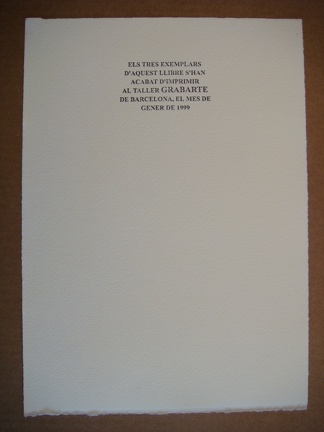 ELS TRES EXEMPLARS
D'AQUEST LLIBRE S'HAN
ACABAT D'IMPRIMIR
AL TALLER GRABARTE
DE BARCELONA, EL MES DE
GENER DE 1999